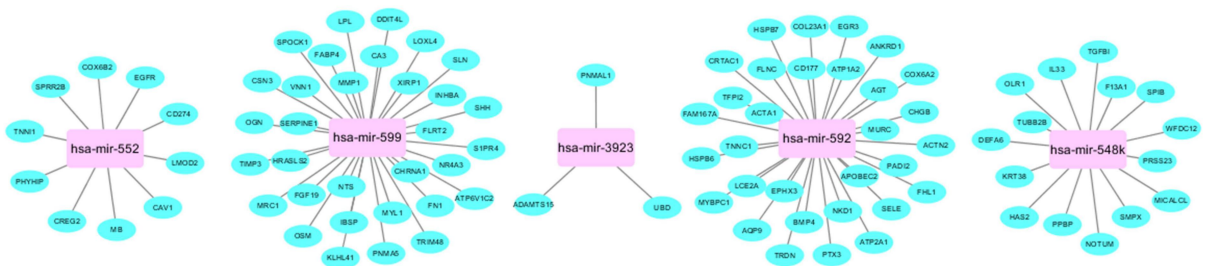 COX6B2
EGFR
SPRR2B
CD274
TNNI1
hsa-mir-552
LMOD2
PHYHIP
CAV1
CREG2
MB
LPL
DDIT4L
SPOCK1
LOXL4
FABP4
CA3
SLN
CSN3
VNN1
MMP1
XIRP1
INHBA
SHH
OGN
SERPINE1
FLRT2
hsa-mir-599
S1PR4
TIMP3
HRASLS2
NR4A3
CHRNA1
NTS
MRC1
FGF19
ATP6V1C2
FN1
IBSP
MYL1
OSM
TRIM48
KLHL41
PNMA5
PNMAL1
hsa-mir-3923
ADAMTS15
UBD
HSPB7
COL23A1
EGR3
ANKRD1
CRTAC1
FLNC
CD177
ATP1A2
COX6A2
AGT
TFPI2
ACTA1
CHGB
FAM167A
MURC
hsa-mir-592
ACTN2
TNNC1
HSPB6
PADI2
APOBEC2
LCE2A
EPHX3
FHL1
MYBPC1
SELE
NKD1
BMP4
AQP9
ATP2A1
TRDN
PTX3
TGFBI
IL33
OLR1
F13A1
SPIB
TUBB2B
WFDC12
DEFA6
hsa-mir-548k
PRSS23
KRT38
MICALCL
HAS2
SMPX
PPBP
NOTUM